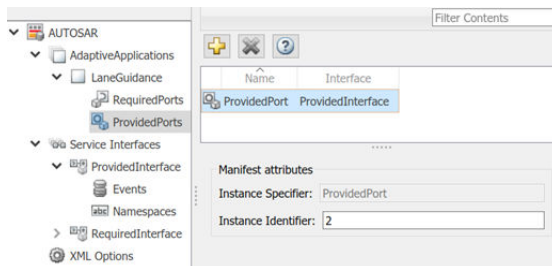 Filter Contents
AUTOSAR
AdaptiveApplications
LaneGuidance
RequiredPorts
ProvidedPorts
Service Interfaces
ProvidedInterface
Events
abc Namespaces
RequiredInterface
XML Options
Name Interface
ProvidedPort ProvidedInterface
Manifest attributes
Instance Specifier: ProvidedPort
Instance Identifier: 2